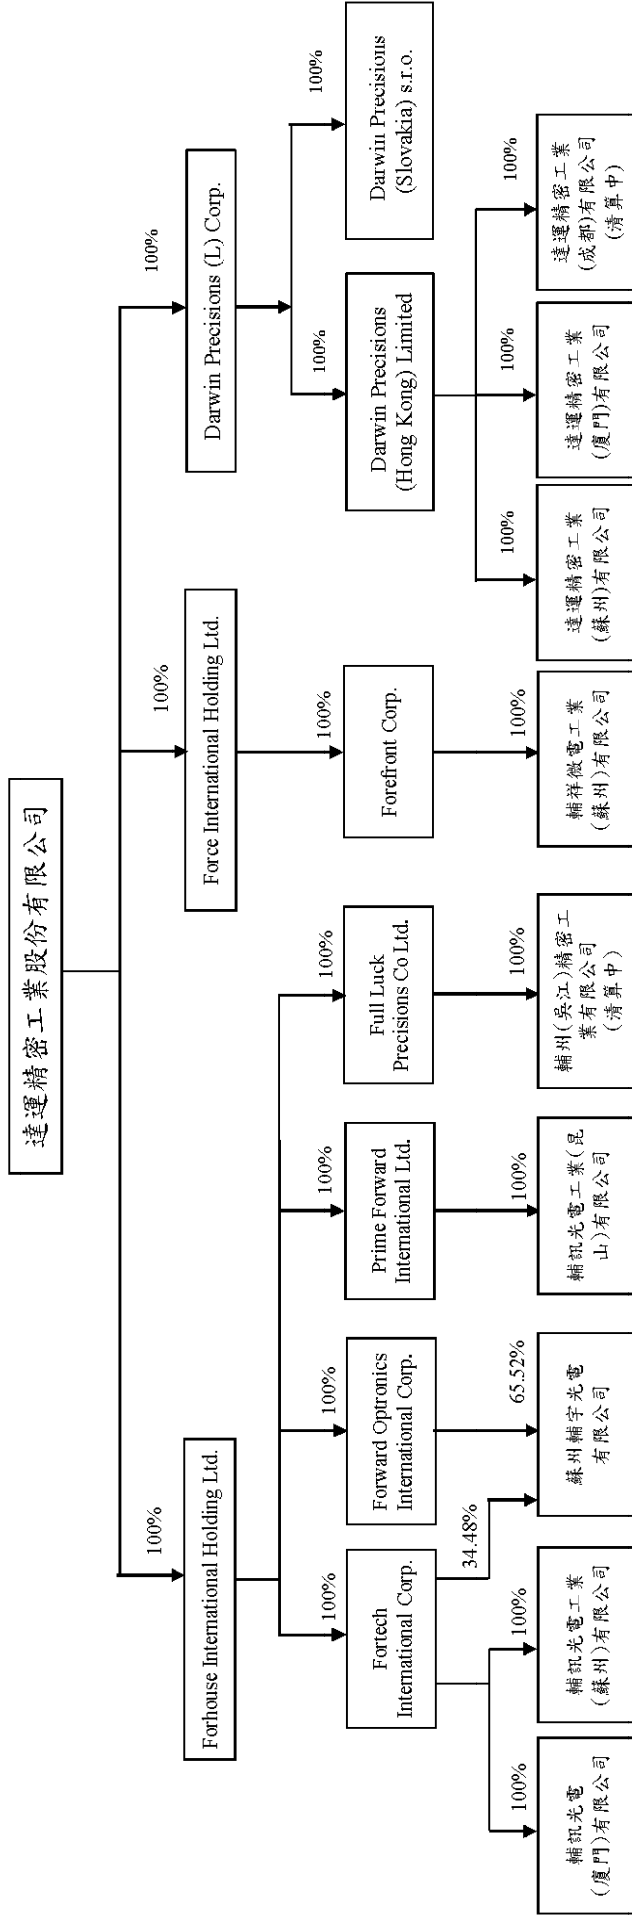 達運精密工業股份有限公司
100%
100%
100%
Forhouse International Holding Ltd.
Force International Holding Ltd.
Darwin Precisions (L) Corp.
100%
100%
100%
100%
100%
100%
100%
Fortech
International Corp.
Forward Optronics
International Corp.
Prime Forward
International Ltd.
Full Luck
Precisions Co Ltd.
Forefront Corp.
Darwin Precisions
(Hong Kong) Limited
Darwin Precisions
(Slovakia) s.r.o.
100%
100%
34.48%
65.52%
100%
100%
100%
100%
100%
100%
輔訊光電
(廈門)有限公司
輔訊光電工業
(蘇州)有限公司
蘇州輔宇光電
有限公司
輔訊光電工業(昆
山)有限公司
輔州(吳江)精密工
業有限公司
(清算中)
輔祥微電工業
(蘇州)有限公司
達運精密工業
(蘇州)有限公司
達運精密工業
(廈門)有限公司
達運精密工業
(成都)有限公司
(清算中)